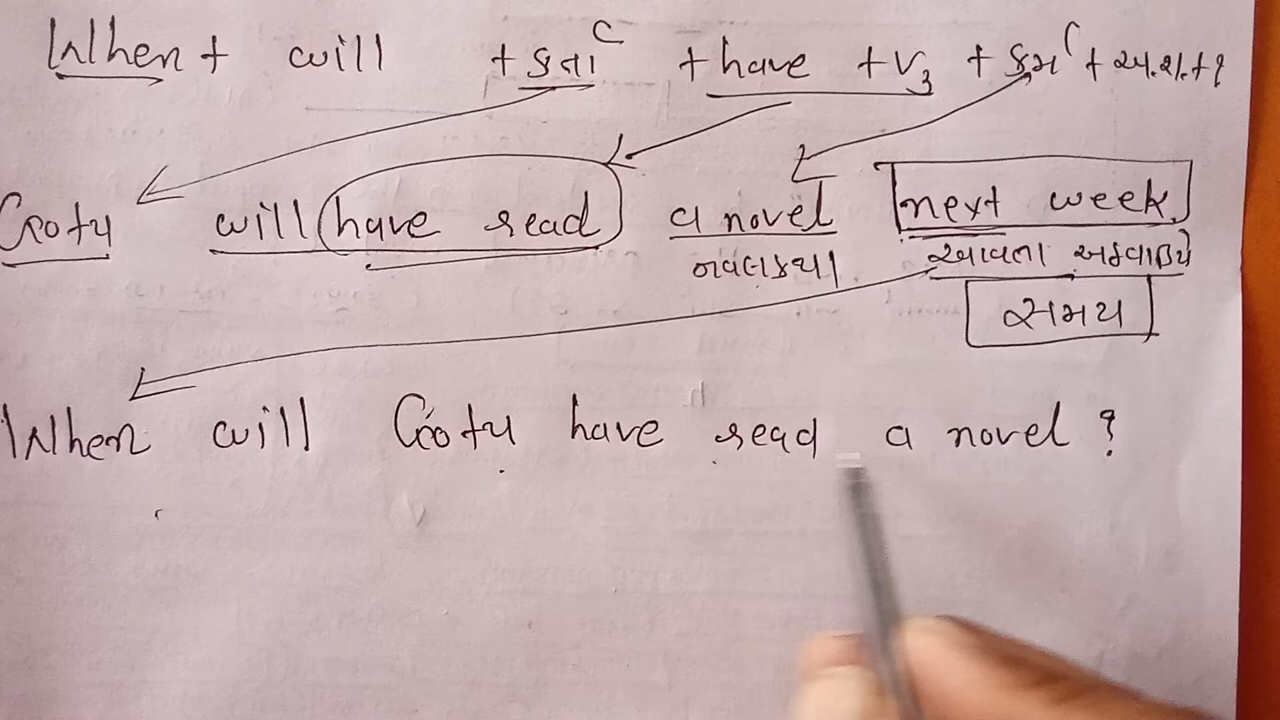 When + will + કર્તા + have + V3 + કર્મ + અ.શ.+?
Gotu will have read a novel next week.
નવલકથા આવતા અઠવાડિયે
સમય
When will Gotu have read a novel ?